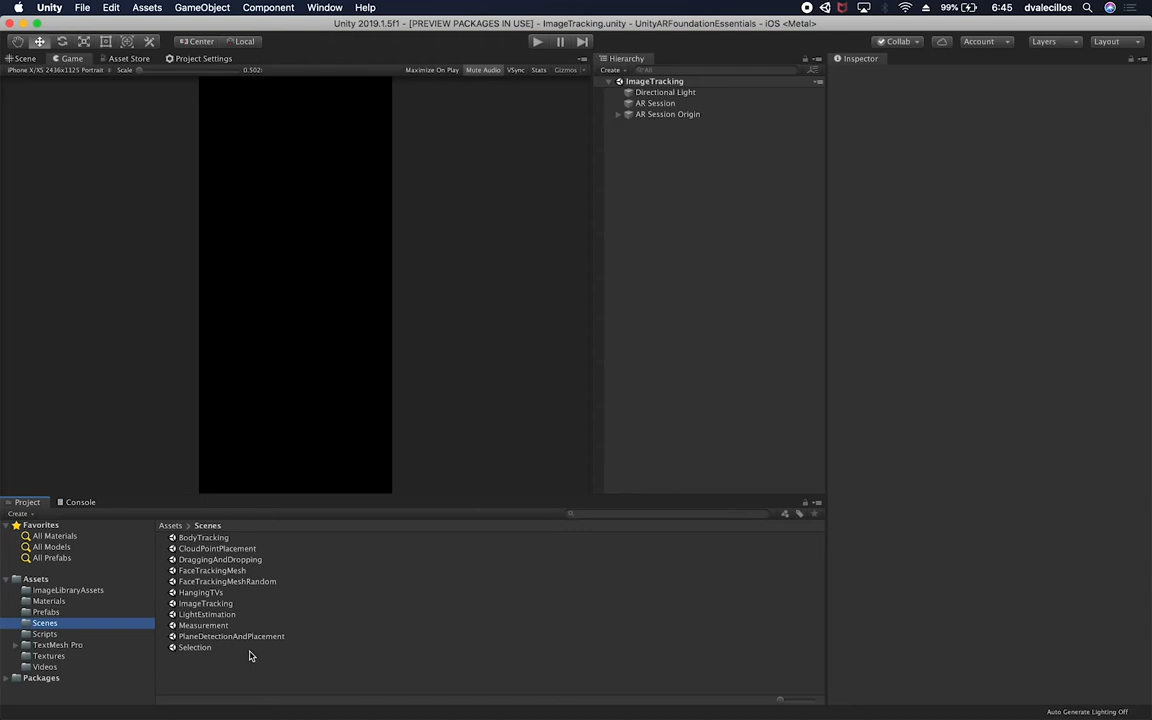 Unity File Edit Assets GameObject Component Window Help 99% 6:45 dvalecillos
Unity 2019.1.5f1 - [PREVIEW PACKAGES IN USE] - ImageTracking.unity - UnityARFoundationEssentials - iOS <Metal>
Center Local Collab Account Layers Layout
Scene Game Asset Store Project Settings Hierarchy Inspector
iPhone X/XS 2436x1125 Portrait Scale 0.502: Maximize On Play Mute Audio VSync Stats Gizmos Create All
ImageTracking
Directional Light
AR Session
AR Session Origin
Project Console
Create
Favorites
All Materials
All Models
All Prefabs
Assets
ImageLibraryAssets
Materials
Prefabs
Scenes
Scripts
TextMesh Pro
Textures
Videos
Packages
Assets > Scenes
BodyTracking
CloudPointPlacement
DraggingAndDropping
FaceTrackingMesh
FaceTrackingMeshRandom
HangingTVs
ImageTracking
LightEstimation
Measurement
PlaneDetectionAndPlacement
Selection
Auto Generate Lighting Off